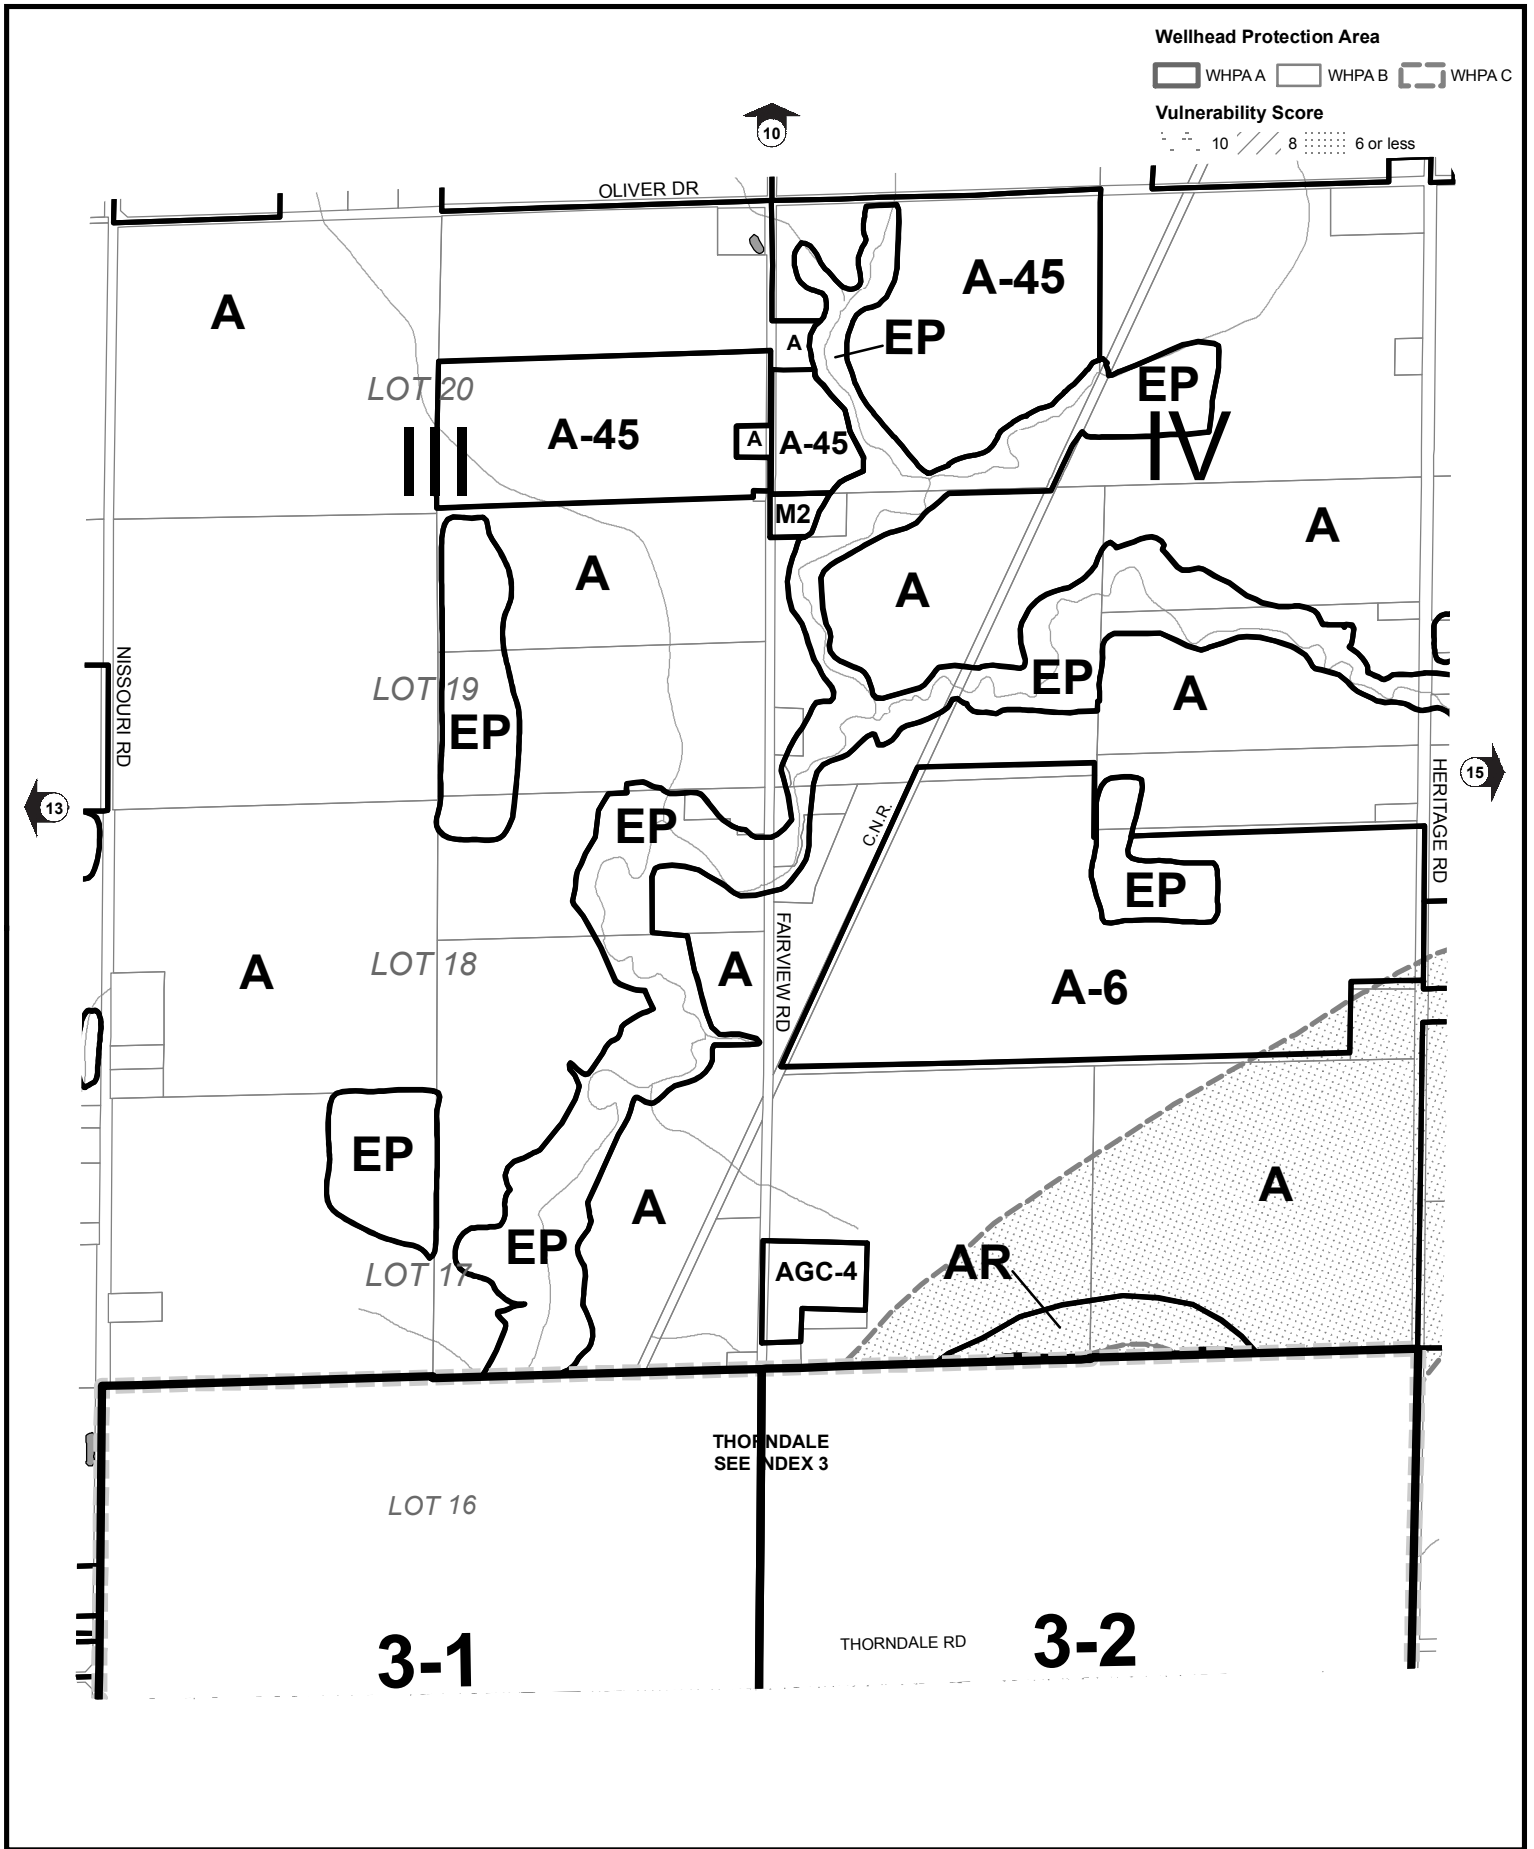 Wellhead Protection Area
WHPA A WHPA B WHPA C
Vulnerability Score
10 8 6 or less
10
OLIVER DR
A
A-45
EP
A
EP
LOT 20
III
A-45
A
A-45
IV
M2
A
A
A
NISSOURI RD
LOT 19
EP
EP
A
13
15
HERITAGE RD
C.N.R.
EP
EP
FAIRVIEW RD
A
LOT 18
A
A-6
EP
A
A
EP
LOT 17
AGC-4
AR
THORNDALE
SEE INDEX 3
LOT 16
3-1
THORNDALE RD
3-2